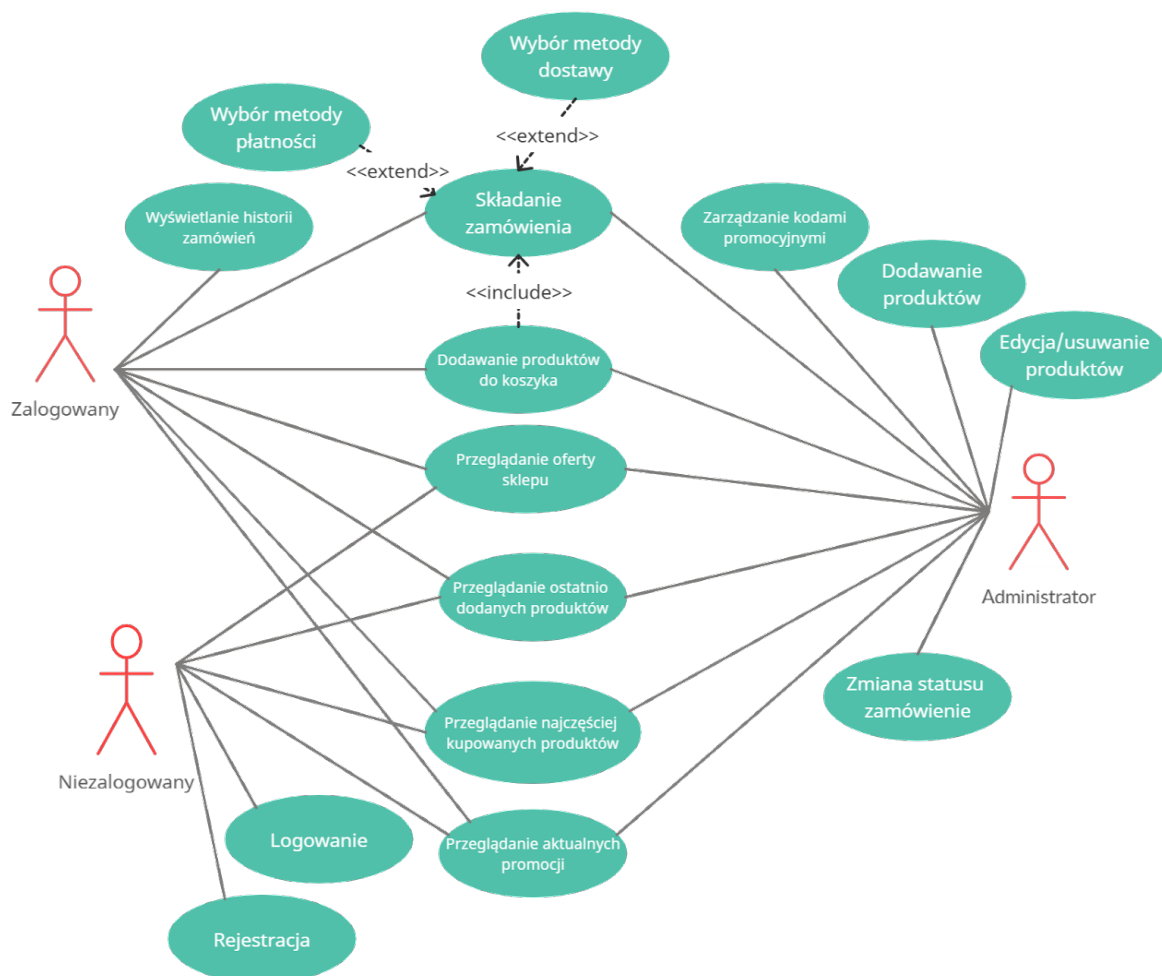 Wybór metody
dostawy
Wybór metody
płatności
<<extend>>
<<extend>>
Składanie
zamówienia
Wyświetlanie historii
zamówień
Zarządzanie kodami
promocyjnymi
Dodawanie
produktów
<<include>>
Edycja/usuwanie
produktów
Dodawanie produktów
do koszyka
Zalogowany
Przeglądanie oferty
sklepu
Przeglądanie ostatnio
dodanych produktów
Administrator
Zmiana statusu
zamówienie
Przeglądanie najczęściej
kupowanych produktów
Niezalogowany
Logowanie
Przeglądanie aktualnych
promocji
Rejestracja